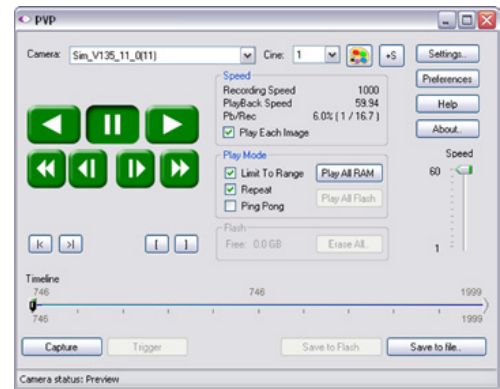 PVP
Camera: Sim_V135_11_0(11) Cine: 1 +S Settings..
Speed
Recording Speed 1000
PlayBack Speed 59.94
Pb/Rec 6.0% ( 1 / 16.7 )
Play Each Image
Preferences
Help
About..
Play Mode
Limit To Range Play All RAM
Repeat
Ping Pong Play All Flash
Speed
60
1
Flash
Free: 0.0 GB Erase All..
|< >| [ ]
Timeline
746 746 1999
746 1999
Capture Trigger Save to Flash Save to file..
Camera status: Preview